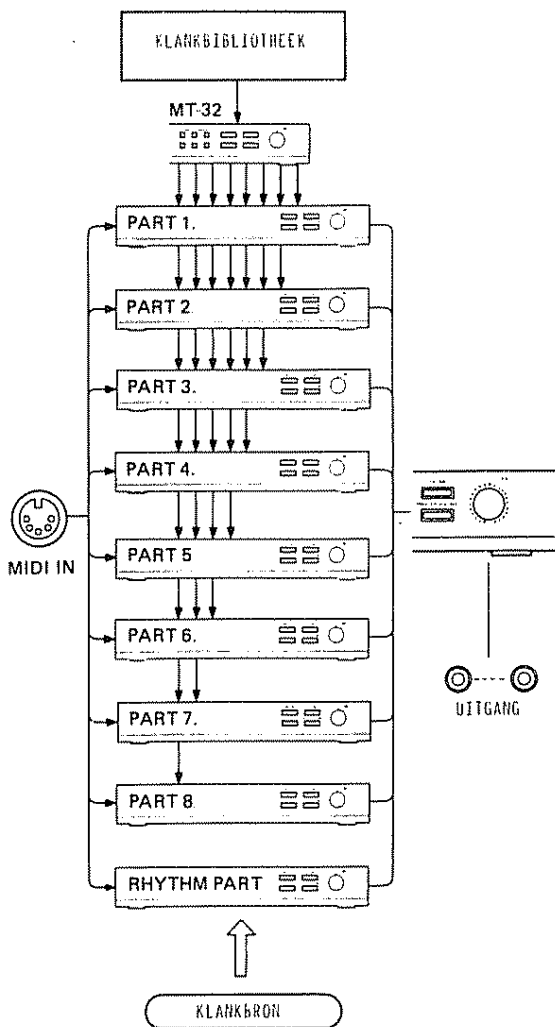 KLANKBIBLIOTHEEK
MT-32
PART 1.
PART 2
PART 3.
PART 4.
PART 5
PART 6.
PART 7.
PART 8
RHYTHM PART
MIDI IN
UITGANG
KLANKBRON